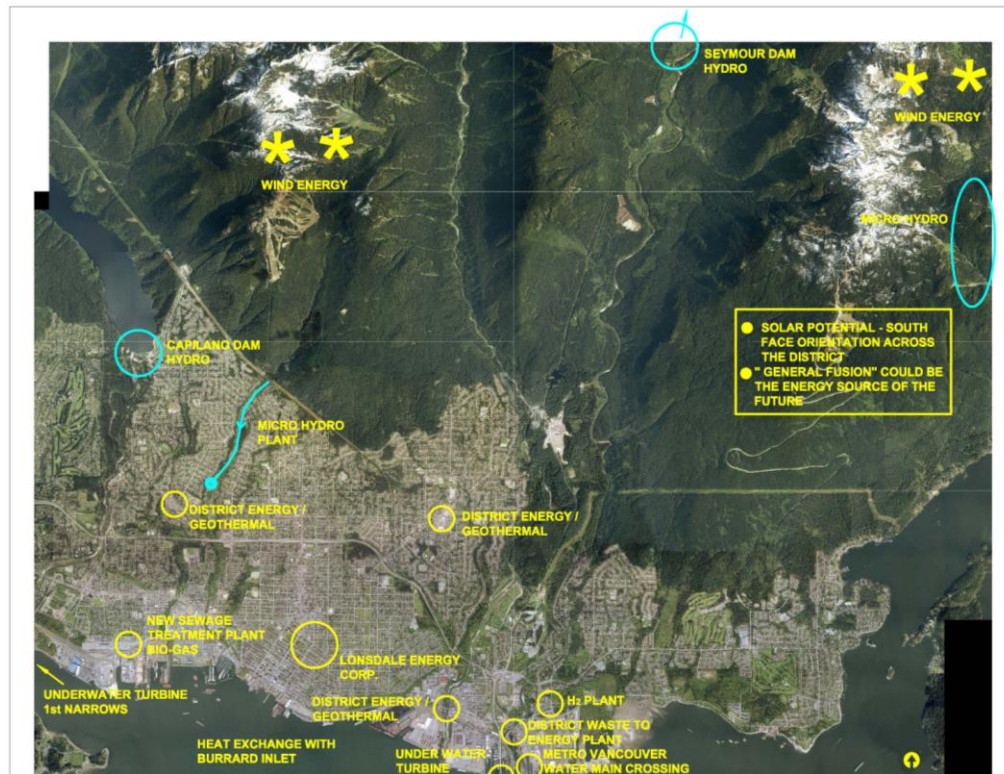 SEYMOUR DAM
HYDRO
WIND ENERGY
WIND ENERGY
MICRO HYDRO
SOLAR POTENTIAL - SOUTH
FACE ORIENTATION ACROSS
THE DISTRICT
" GENERAL FUSION" COULD BE
THE ENERGY SOURCE OF THE
FUTURE
CAPILANO DAM
HYDRO
MICRO HYDRO
PLANT
DISTRICT ENERGY /
GEOTHERMAL
DISTRICT ENERGY /
GEOTHERMAL
NEW SEWAGE
TREATMENT PLANT
BIO-GAS
LONSDALE ENERGY
CORP.
UNDERWATER TURBINE
1st NARROWS
DISTRICT ENERGY /
GEOTHERMAL
H2 PLANT
DISTRICT WASTE TO
ENERGY PLANT
HEAT EXCHANGE WITH
BURRARD INLET
UNDER WATER
TURBINE
METRO VANCOUVER
WATER MAIN CROSSING